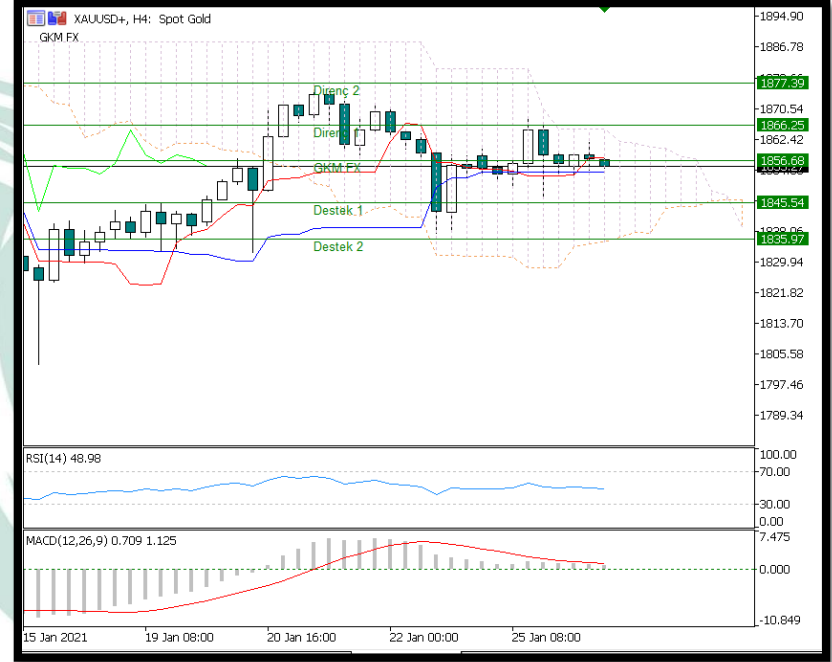 XAUUSD+, H4: Spot Gold
GKM FX
1894.90
1886.78
Direnç 2
1877.39
1870.54
1866.25
1862.42
GKM FX
1856.68
Destek 1
1845.54
Destek 2
1835.97
1829.94
1821.82
1813.70
1805.58
1797.46
1789.34
RSI(14) 48.98
100.00
70.00
30.00
0.00
MACD(12,26,9) 0.709 1.125
7.475
0.000
-10.849
15 Jan 2021
19 Jan 08:00
20 Jan 16:00
22 Jan 00:00
25 Jan 08:00